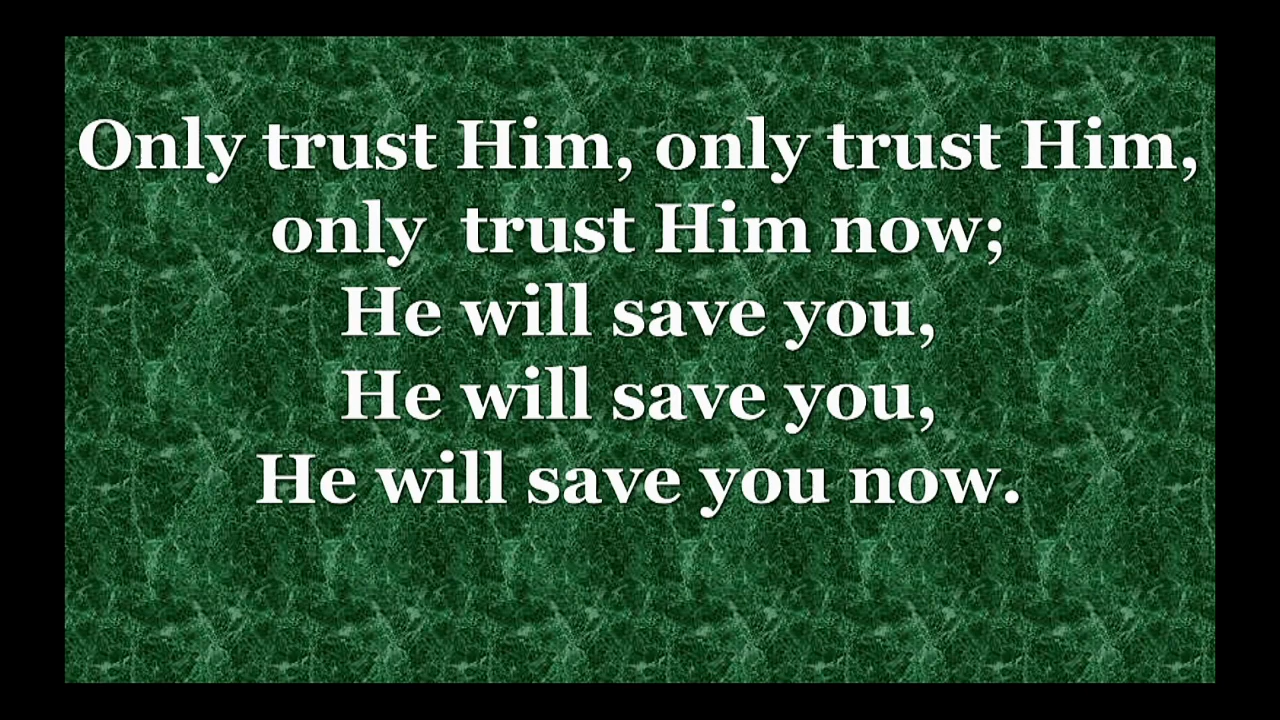 Only trust Him, only trust Him,
only trust Him now;
He will save you,
He will save you,
He will save you now.